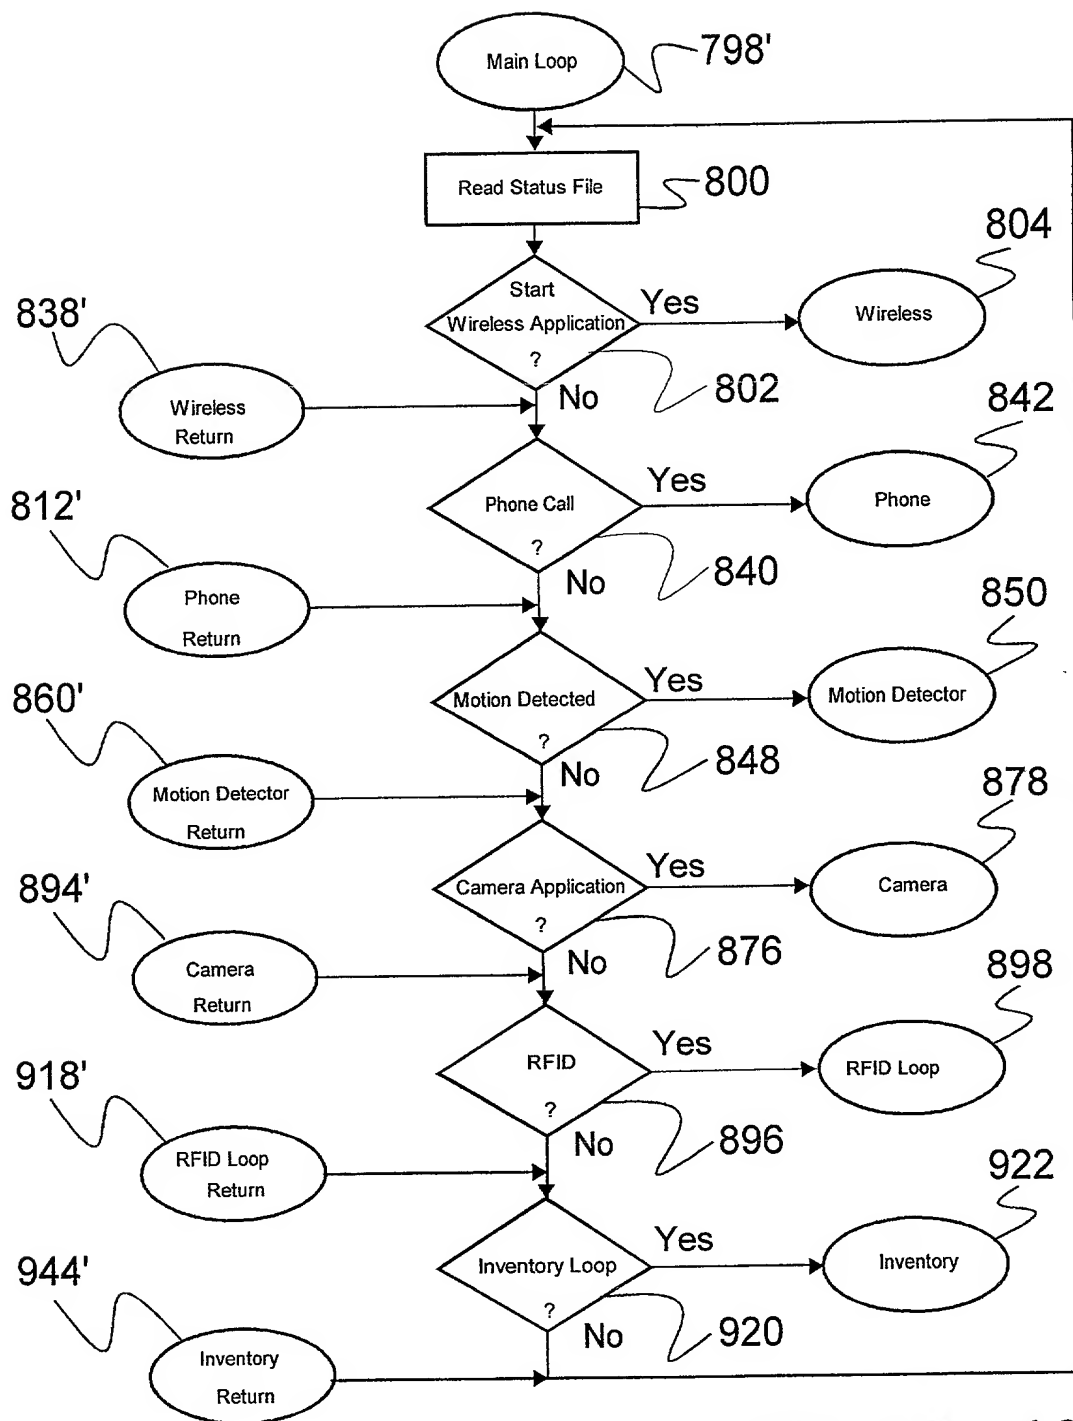 Main Loop
798'
Read Status File
800
804
Start
Wireless Application
?
Yes
Wireless
838'
802
No
Wireless
Return
842
Phone Call
?
Yes
Phone
812'
840
No
Phone
Return
850
Motion Detected
?
Yes
Motion Detector
860'
848
No
Motion Detector
Return
878
Camera Application
?
Yes
Camera
894'
876
No
Camera
Return
898
RFID
?
Yes
RFID Loop
918'
896
No
RFID Loop
Return
922
Inventory Loop
?
Yes
Inventory
944'
920
No
Inventory
Return